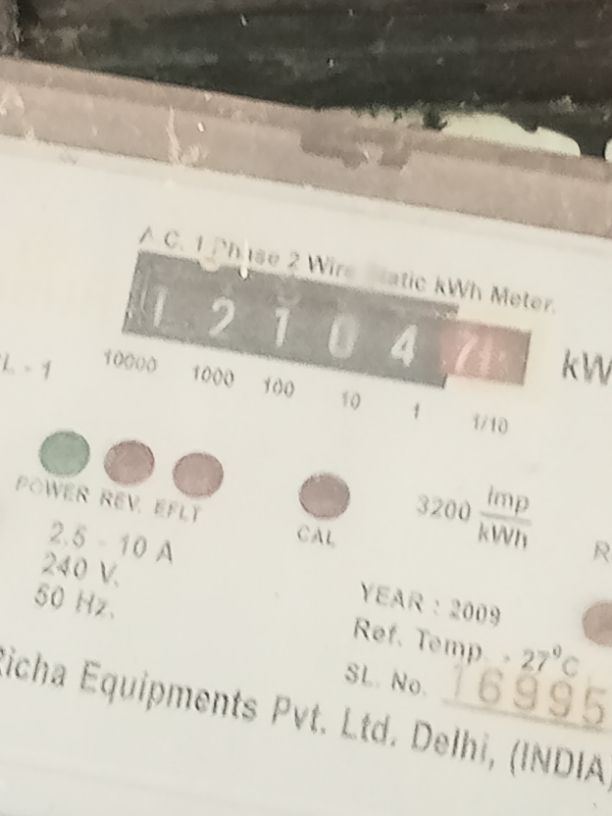 A.C. 1 Phase 2 Wire Static kWh Meter.
1 2 1 0 4 7
10000 1000 100 10 1 1/10
CL - 1
POWER REV. EFLT
CAL
3200 imp/kWh
2.5 - 10 A
240 V.
50 Hz.
YEAR : 2009
Ref. Temp. - 27°C
SL. No. 16995
Richa Equipments Pvt. Ltd. Delhi, (INDIA)